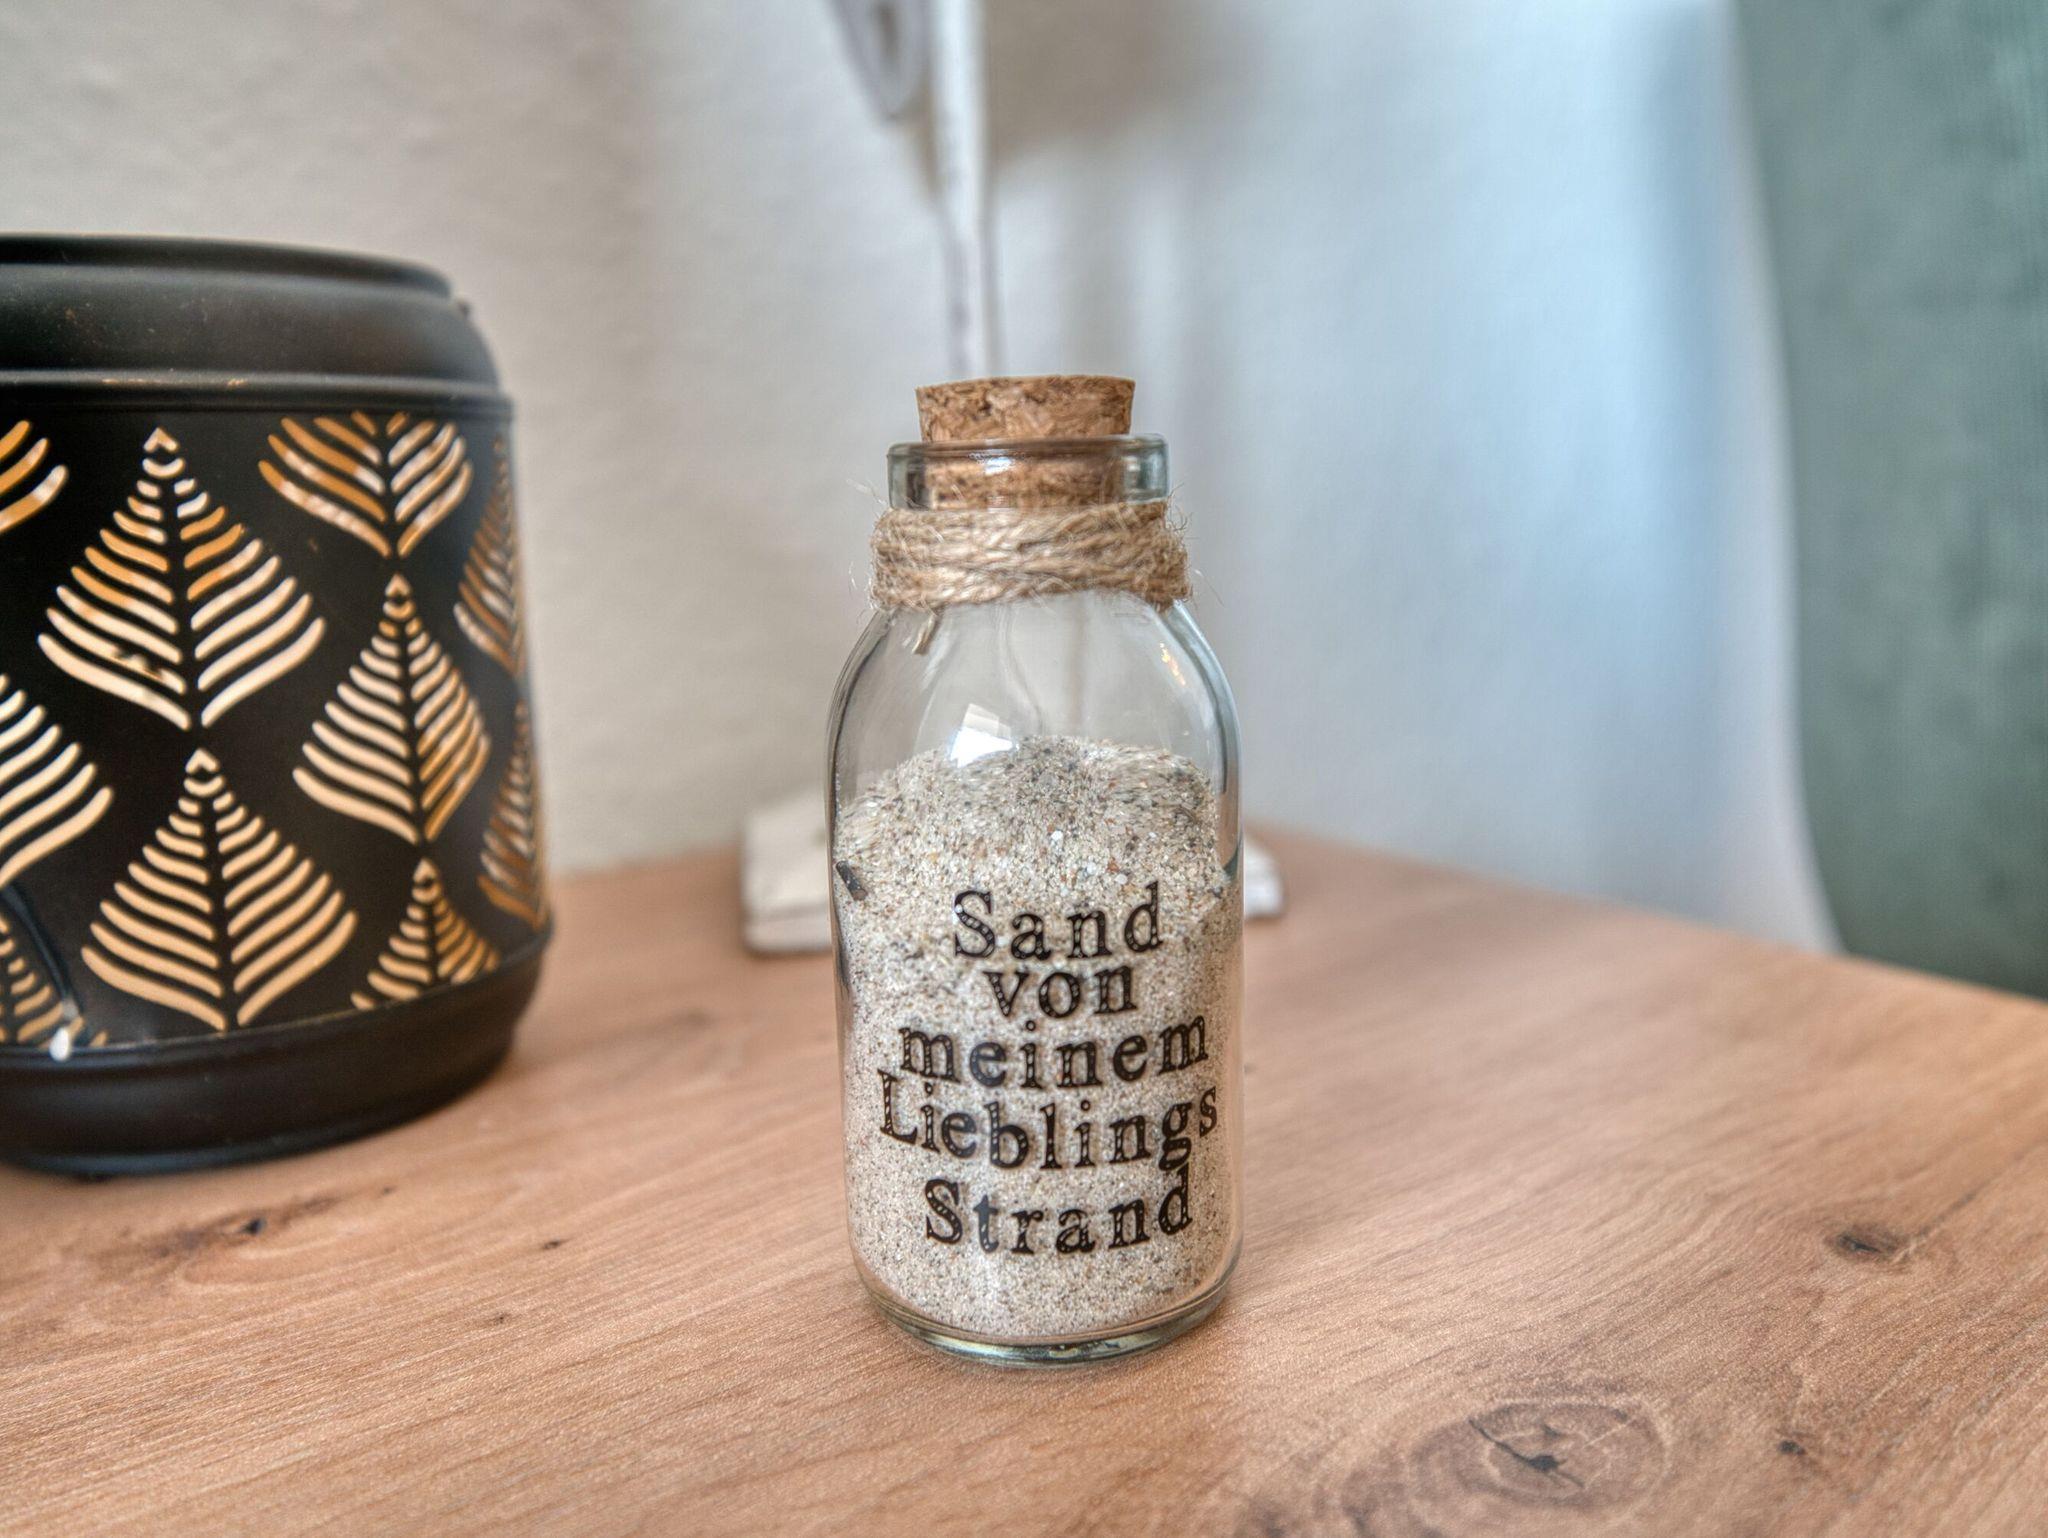 Sand
von
meinem
Lieblings
Strand